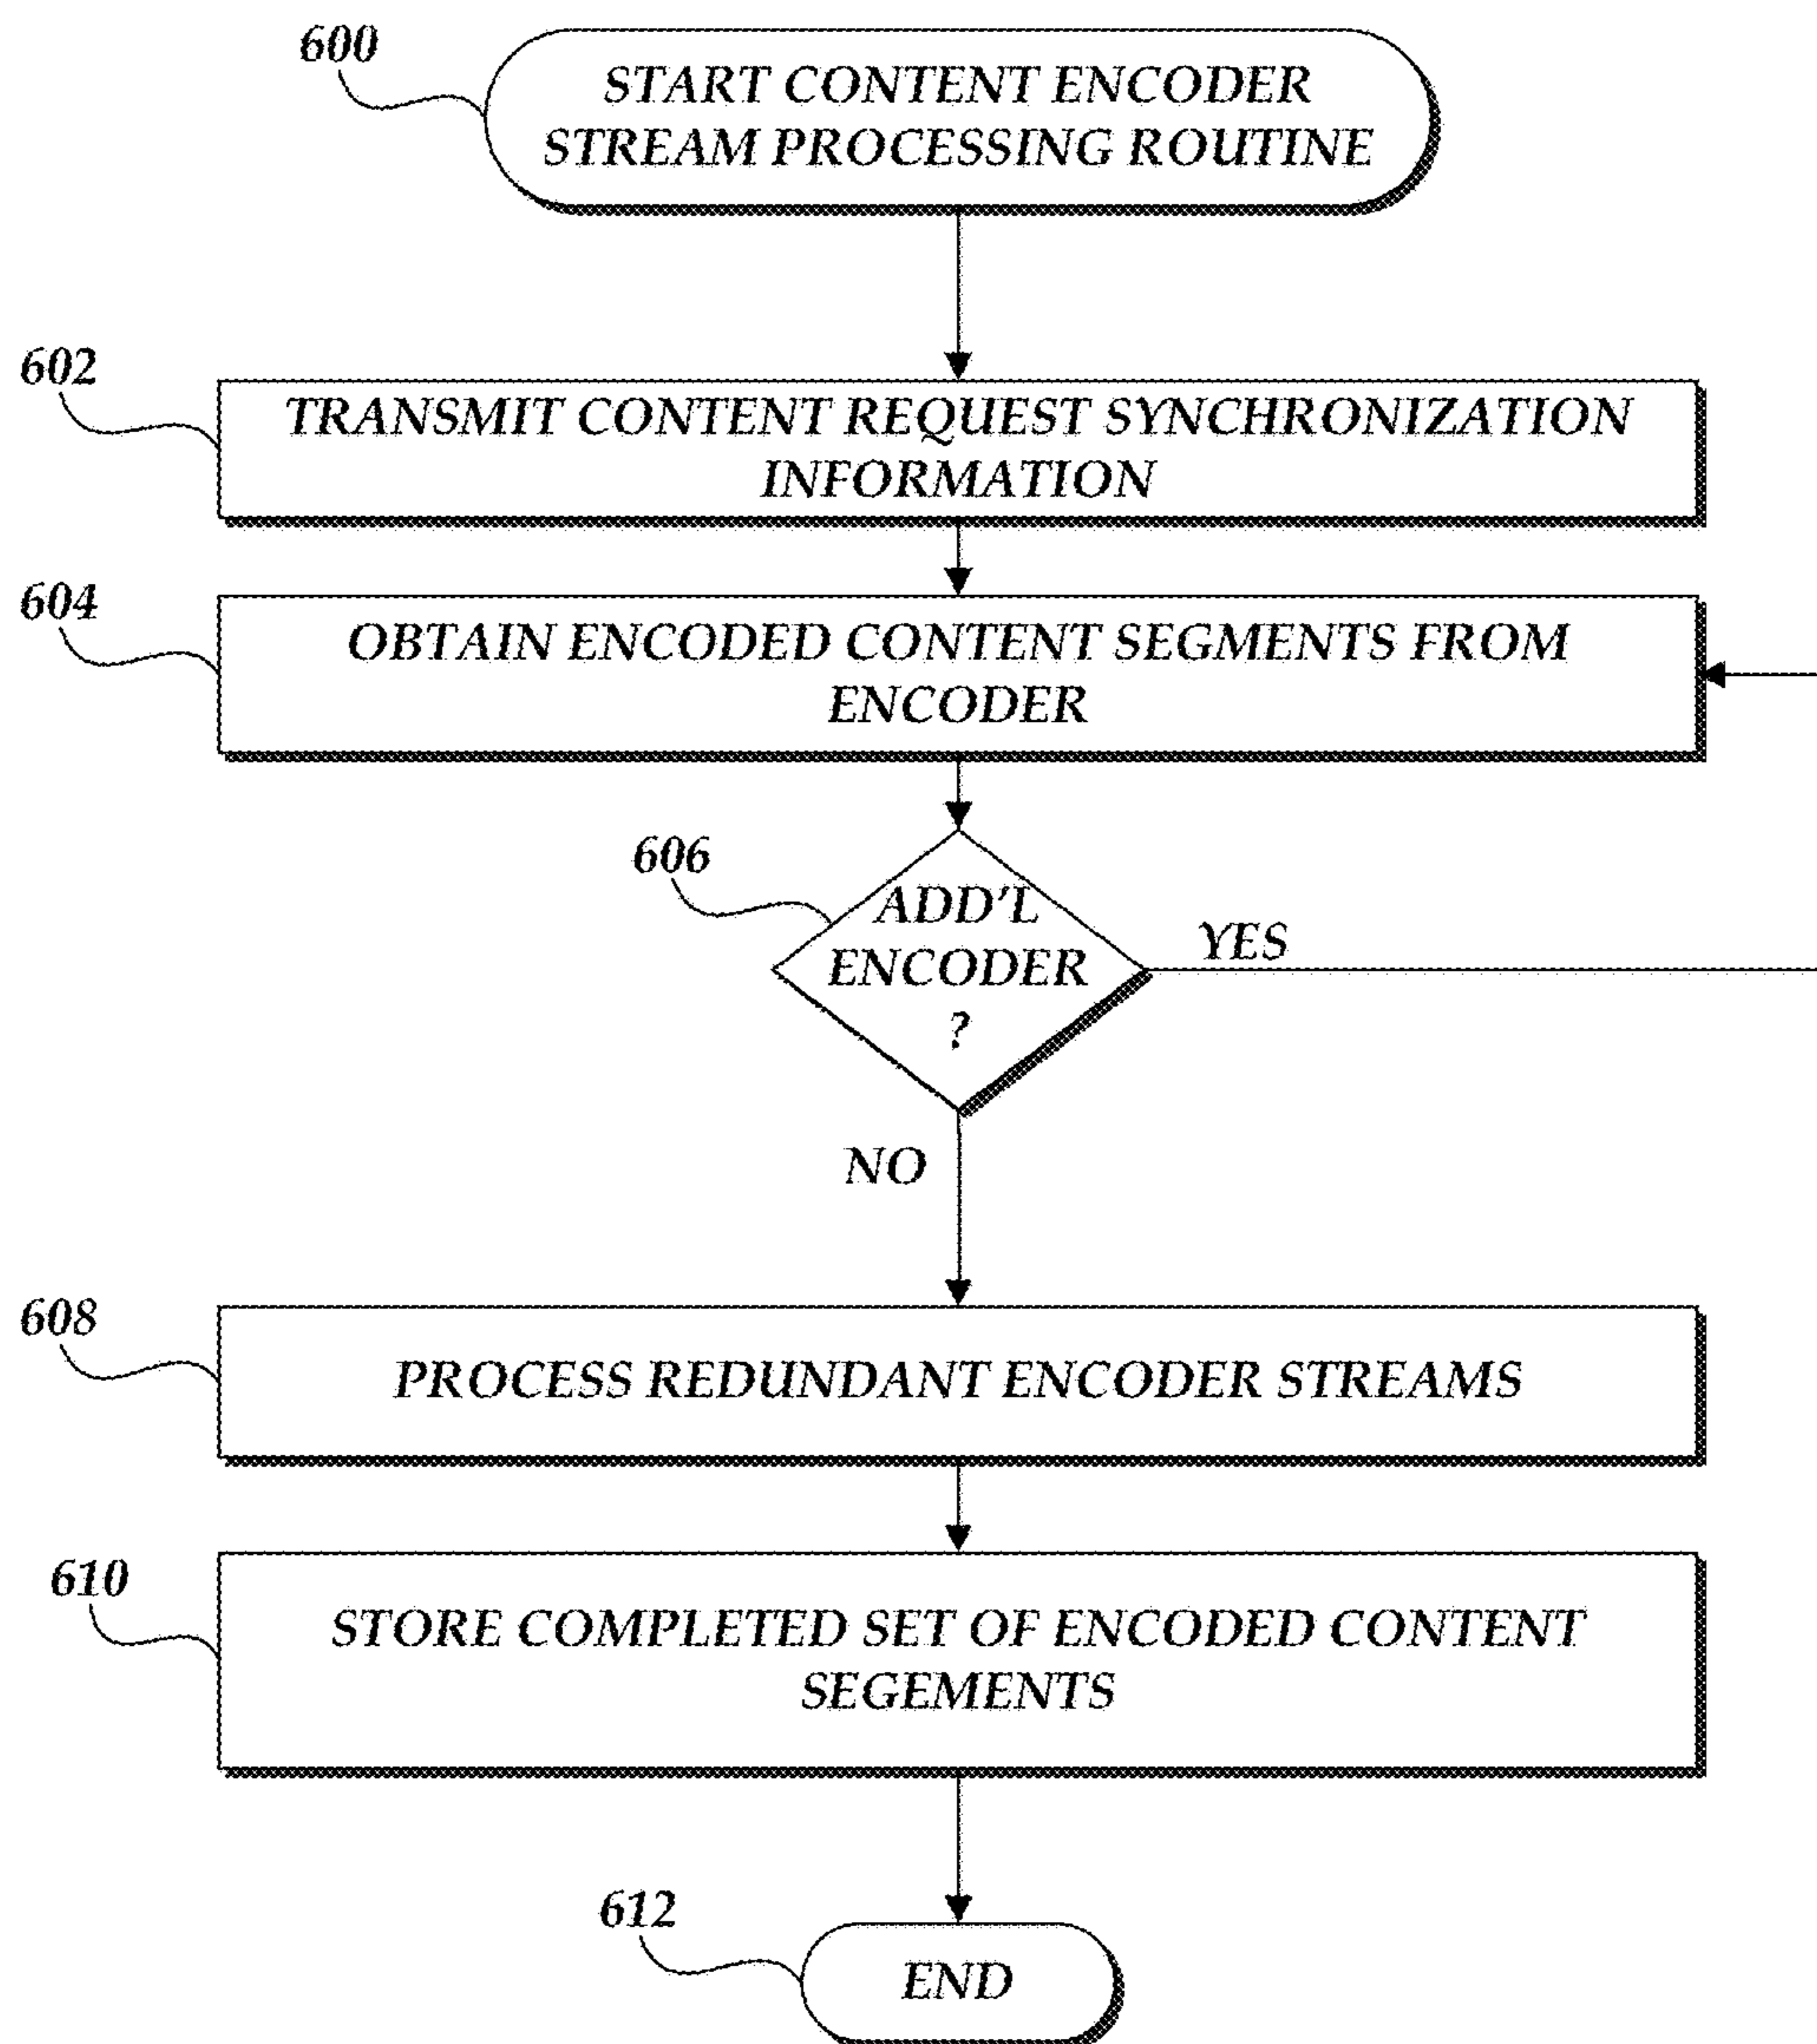 600
START CONTENT ENCODER
STREAM PROCESSING ROUTINE
602
TRANSMIT CONTENT REQUEST SYNCHRONIZATION
INFORMATION
604
OBTAIN ENCODED CONTENT SEGMENTS FROM
ENCODER
606
ADD'L
ENCODER
?
YES
NO
608
PROCESS REDUNDANT ENCODER STREAMS
610
STORE COMPLETED SET OF ENCODED CONTENT
SEGEMENTS
612
END